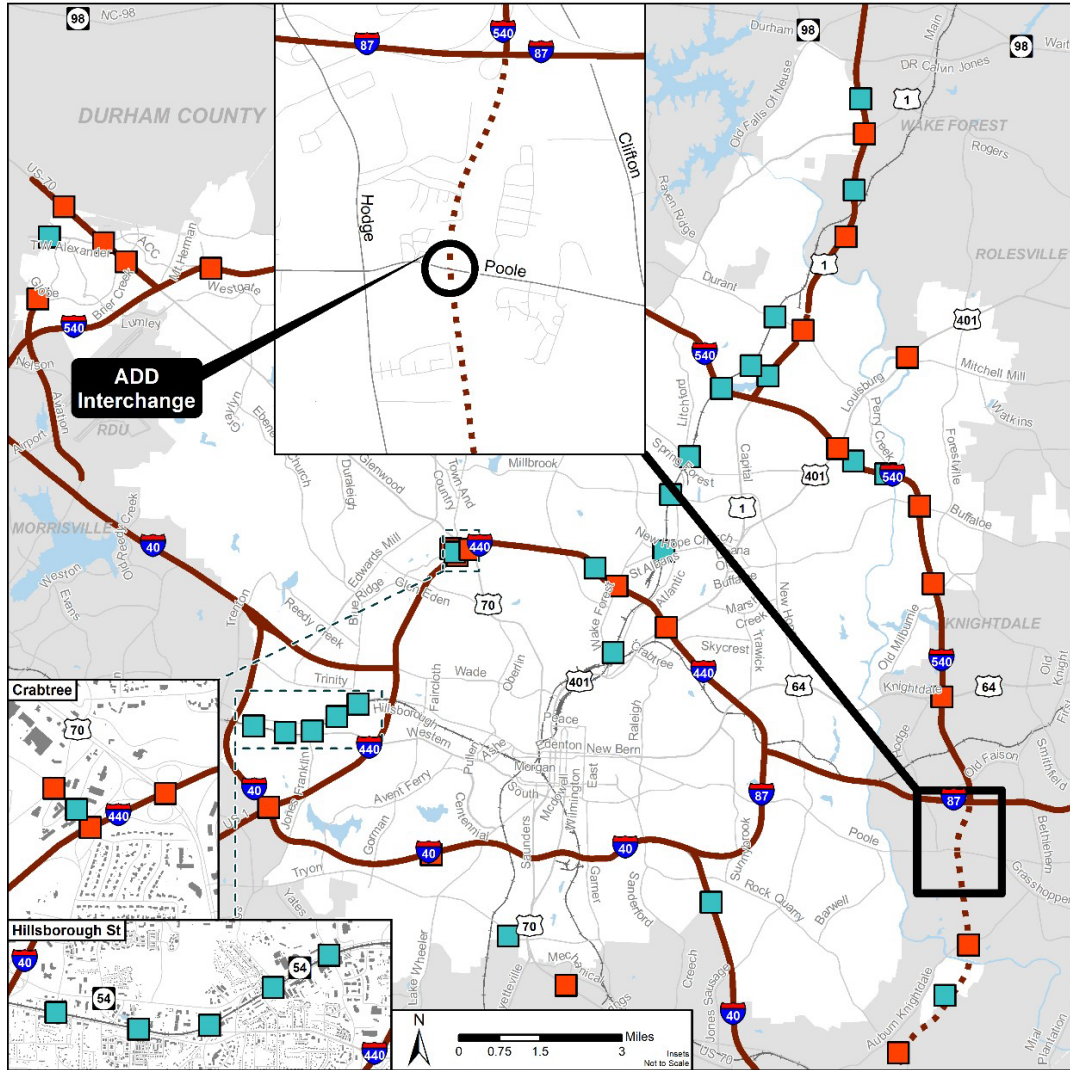 98
NC-98
DURHAM COUNTY
US-70
TW Alexander
ACC
Brier Creek
Mt Herman
Globe
Westgate
Lumley
540
Nelson
Aviation
Airport
RDU
Graylyn
Ebene
Church
Duraleigh
Glenwood
Town And
Country
Millbrook
87
540
87
Hodge
Clifton
Poole
ADD
Interchange
Durham
98
Main
DR Calvin Jones
98
Wait
Old Falls Of Neuse
1
WAKE FOREST
Rogers
Raven Ridge
ROLESVILLE
1
Durant
401
Mitchell Mill
540
Litchford
Louisburg
Perry Creek
Forestville
Watkins
Spring Forest
Capital
401
540
1
Buffaloe
MORRISVILLE
Reedy Creek
Old
Weston
Evans
40
Trenton
Edwards Mill
Blue Ridge
Glen Eden
Reedy Creek
440
70
New Hope Church
St Albans
Atlantic
Buffaloe
Wake Forest
Marsh
Creek
New Hop
Old Milburnie
KNIGHTDALE
Crabtree
Skycrest
Trawick
440
540
Old
Knight
Knightdale
64
64
First
Trinity
Wade
Faircloth
Oberlin
401
Hillsborough
Western
Peace
Edenton
New Bern
Raleigh
Hodge
Old Faison
Smithfield
440
Pullen
Ashe
Morgan
South
East
87
87
Jones Franklin
40
Avent Ferry
Gorman
Centennial
Saunders
Mcdowell
Wilmington
Sunnybrook
Poole
Bethlehem
Grasshopper
Tryon
40
40
Garner
Sanderford
Rock Quarry
Barwell
Yates
Lake Wheeler
70
Mechanical
Creech
Jones Sausage
40
US-70
Auburn Knightdale
Mial
Plantation
Crabtree
70
440
Hillsborough St
40
54
54
440
N
Miles
0 0.75 1.5 3
Insets
Not to Scale